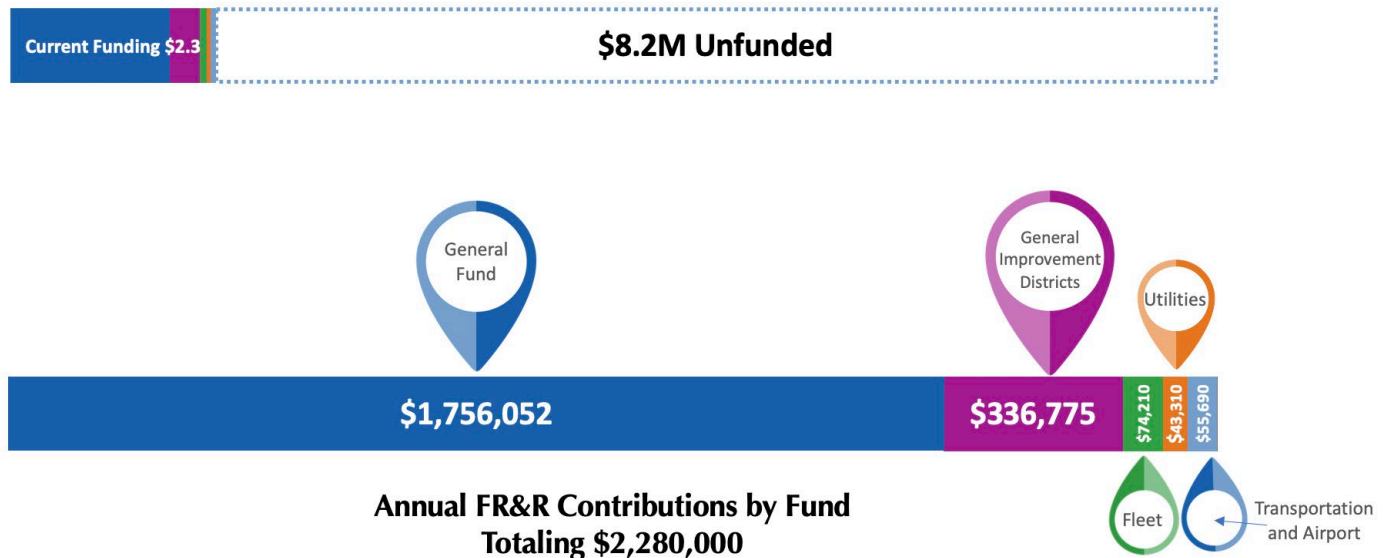 Current Funding $2.3
$8.2M Unfunded
General
Fund
General
Improvement
Districts
Utilities
$1,756,052
$336,775
$74,210
$43,310
$55,690
Annual FR&R Contributions by Fund
Totaling $2,280,000
Fleet
Transportation
and Airport